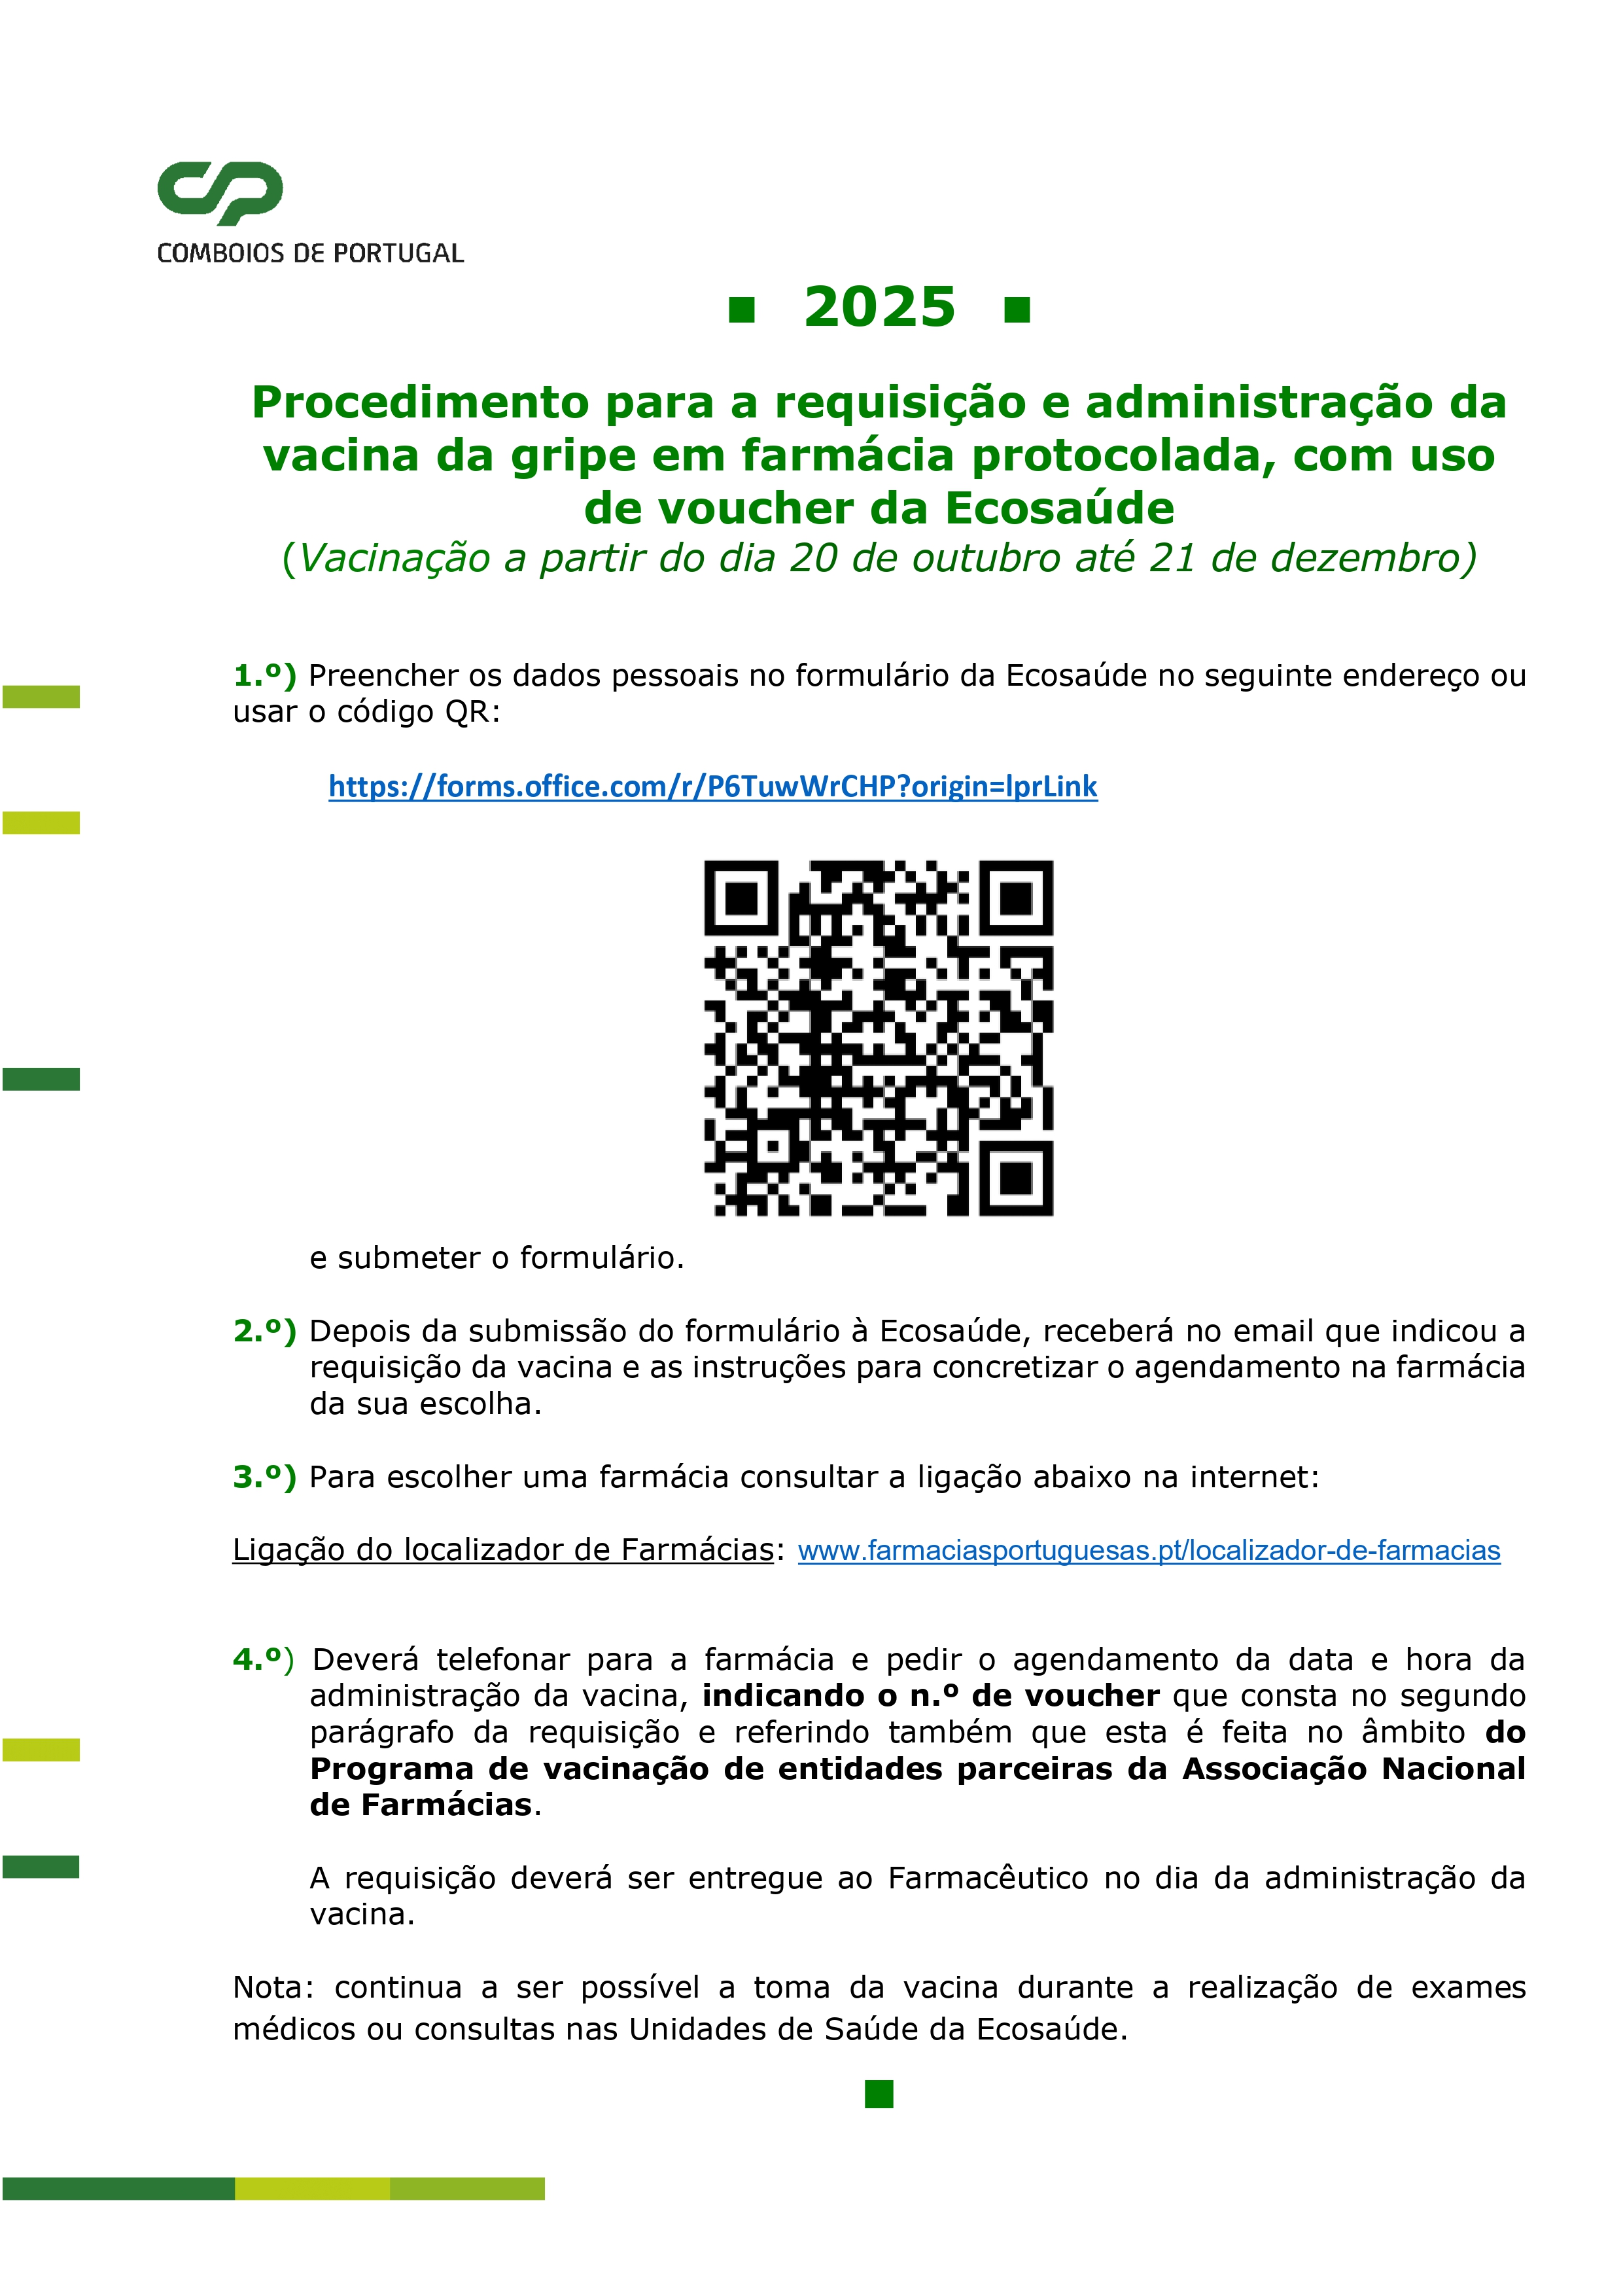 COMBOIOS DE PORTUGAL
▪ 2025 ▪
Procedimento para a requisição e administração da
vacina da gripe em farmácia protocolada, com uso
de voucher da Ecosaúde
(Vacinação a partir do dia 20 de outubro até 21 de dezembro)
1.º) Preencher os dados pessoais no formulário da Ecosaúde no seguinte endereço ou
usar o código QR:
https://forms.office.com/r/P6TuwWrCHP?origin=lprLink
e submeter o formulário.
2.º) Depois da submissão do formulário à Ecosaúde, receberá no email que indicou a
requisição da vacina e as instruções para concretizar o agendamento na farmácia
da sua escolha.
3.º) Para escolher uma farmácia consultar a ligação abaixo na internet:
Ligação do localizador de Farmácias: www.farmaciasportuguesas.pt/localizador-de-farmacias
4.º) Deverá telefonar para a farmácia e pedir o agendamento da data e hora da
administração da vacina, indicando o n.º de voucher que consta no segundo
parágrafo da requisição e referindo também que esta é feita no âmbito do
Programa de vacinação de entidades parceiras da Associação Nacional
de Farmácias.
A requisição deverá ser entregue ao Farmacêutico no dia da administração da
vacina.
Nota: continua a ser possível a toma da vacina durante a realização de exames
médicos ou consultas nas Unidades de Saúde da Ecosaúde.